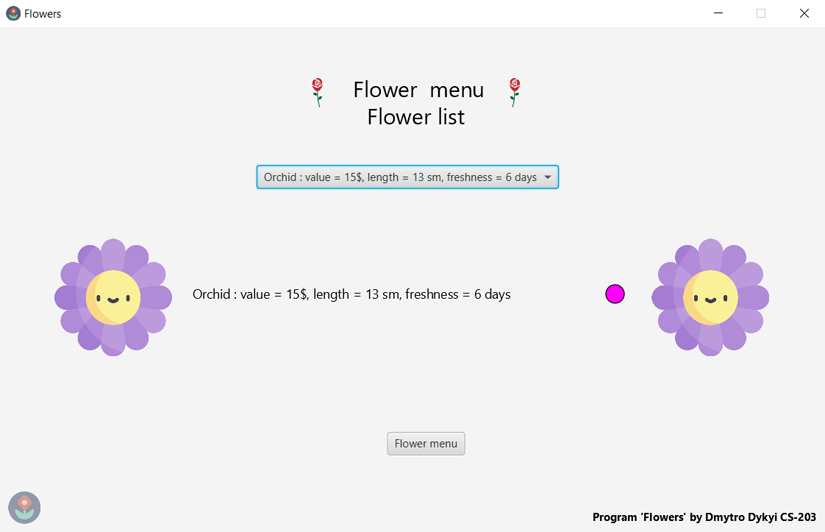 Flowers
Flower menu
Flower list
Orchid : value = 15$, length = 13 sm, freshness = 6 days
Orchid : value = 15$, length = 13 sm, freshness = 6 days
Flower menu
Program 'Flowers' by Dmytro Dykyi CS-203